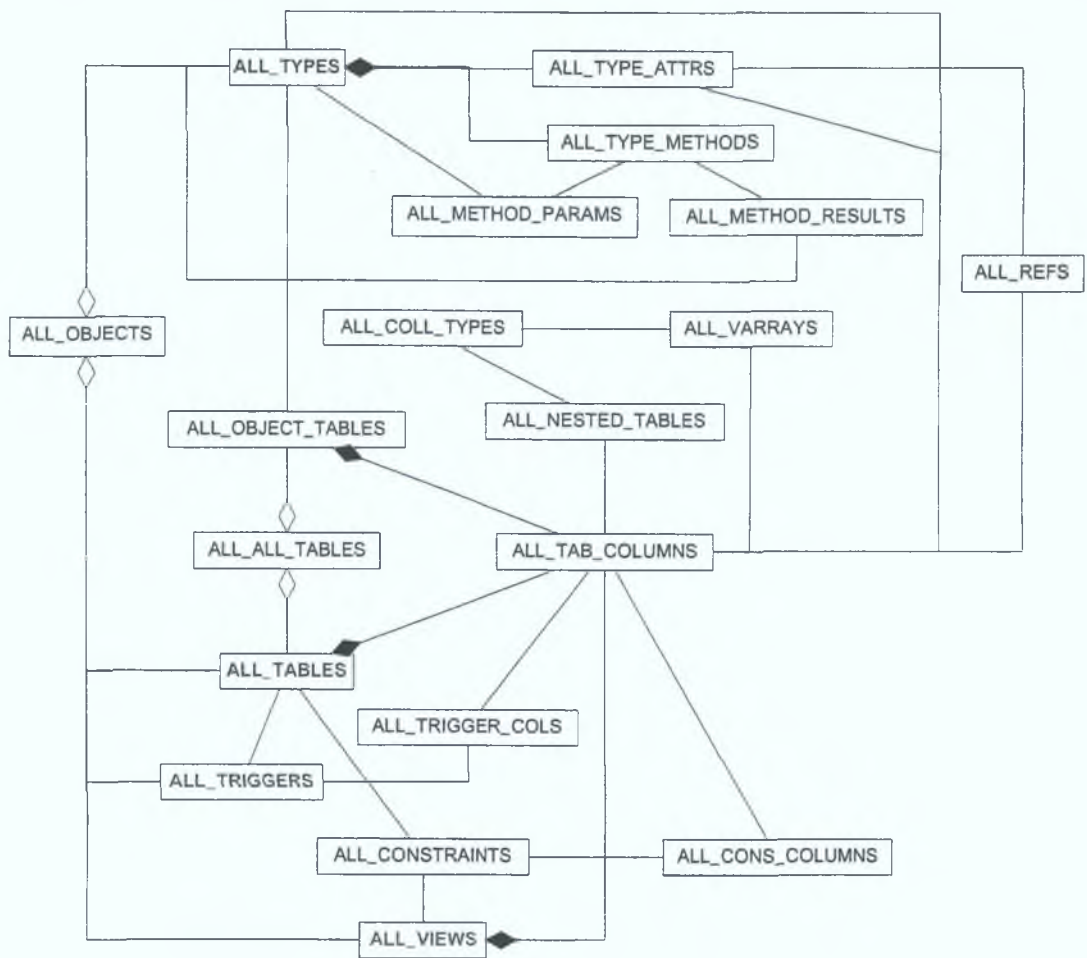 ALL_TYPES
ALL_TYPE_ATTRS
ALL_TYPE_METHODS
ALL_METHOD_PARAMS
ALL_METHOD_RESULTS
ALL_REFS
ALL_OBJECTS
ALL_COLL_TYPES
ALL_VARRAYS
ALL_OBJECT_TABLES
ALL_NESTED_TABLES
ALL_ALL_TABLES
ALL_TAB_COLUMNS
ALL_TABLES
ALL_TRIGGER_COLS
ALL_TRIGGERS
ALL_CONSTRAINTS
ALL_CONS_COLUMNS
ALL_VIEWS